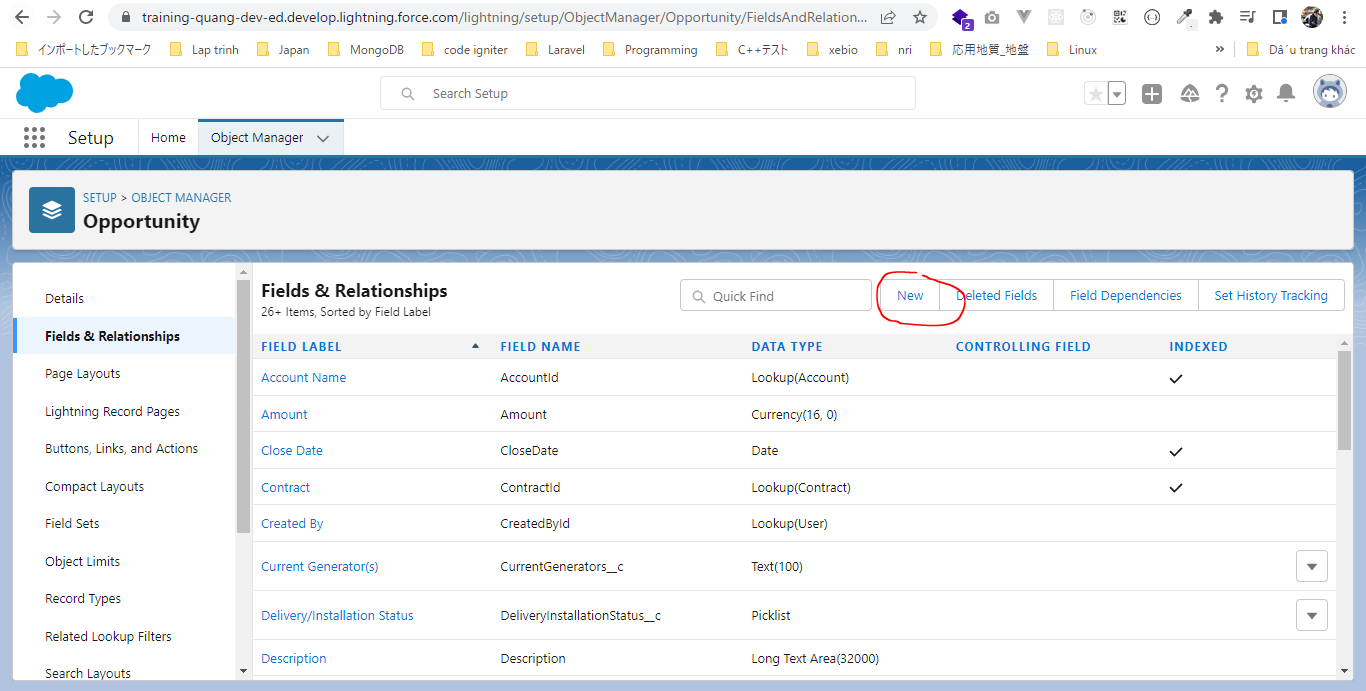 training-quang-dev-ed.develop.lightning.force.com/lightning/setup/ObjectManager/Opportunity/FieldsAndRelation...
2
インポートしたブックマーク Lap trinh Japan MongoDB code igniter Laravel Programming C++テスト xebio nri 応用地質_地盤 Linux » Dấu trang khác
Search Setup
Setup Home Object Manager
SETUP > OBJECT MANAGER
Opportunity
Details
Fields & Relationships
Page Layouts
Lightning Record Pages
Buttons, Links, and Actions
Compact Layouts
Field Sets
Object Limits
Record Types
Related Lookup Filters
Search Layouts
Fields & Relationships
26+ Items, Sorted by Field Label
Quick Find New Deleted Fields Field Dependencies Set History Tracking
FIELD LABEL FIELD NAME DATA TYPE CONTROLLING FIELD INDEXED
Account Name AccountId Lookup(Account)
Amount Amount Currency(16, 0)
Close Date CloseDate Date
Contract ContractId Lookup(Contract)
Created By CreatedById Lookup(User)
Current Generator(s) CurrentGenerators__c Text(100)
Delivery/Installation Status DeliveryInstallationStatus__c Picklist
Description Description Long Text Area(32000)